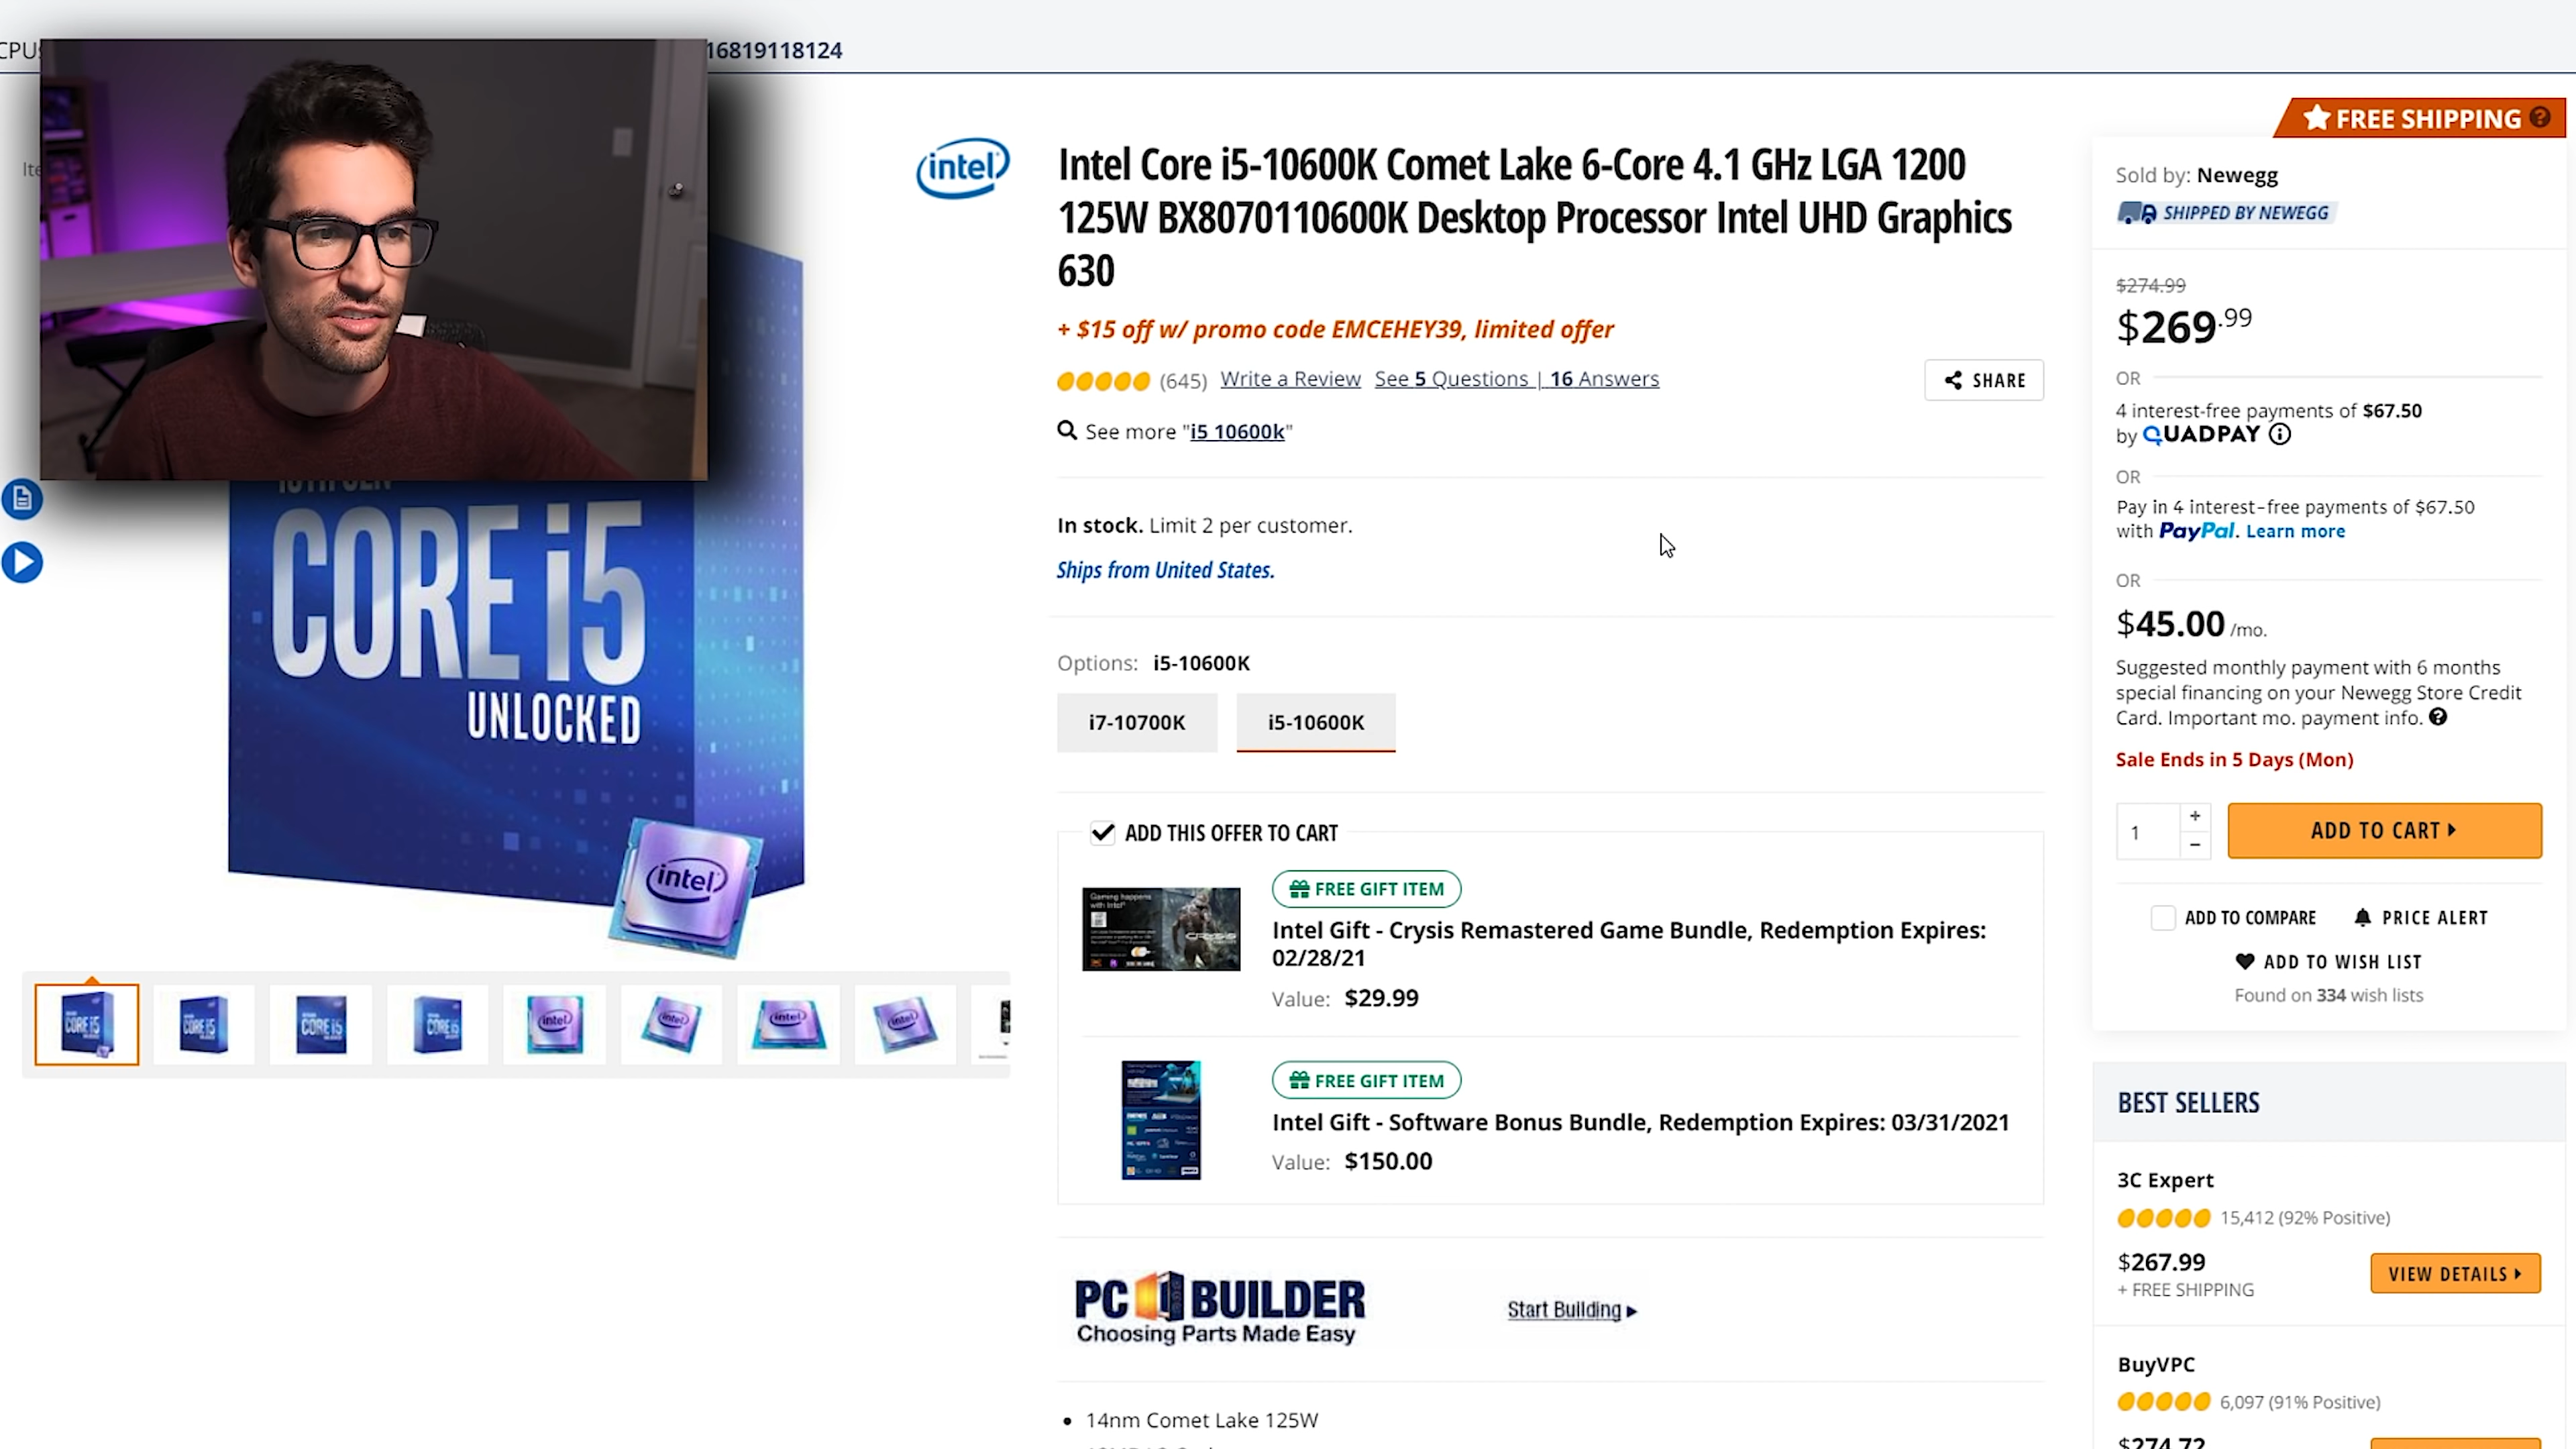 16819118124
intel
Intel Core i5-10600K Comet Lake 6-Core 4.1 GHz LGA 1200
125W BX8070110600K Desktop Processor Intel UHD Graphics
630
+ $15 off w/ promo code EMCEHEY39, limited offer
(645) Write a Review See 5 Questions | 16 Answers
SHARE
See more "i5 10600k"
In stock. Limit 2 per customer.
Ships from United States.
Options: i5-10600K
i7-10700K i5-10600K
ADD THIS OFFER TO CART
FREE GIFT ITEM
Intel Gift - Crysis Remastered Game Bundle, Redemption Expires:
02/28/21
Value: $29.99
FREE GIFT ITEM
Intel Gift - Software Bonus Bundle, Redemption Expires: 03/31/2021
Value: $150.00
PC BUILDER
Choosing Parts Made Easy
Start Building
• 14nm Comet Lake 125W
CORE i5
UNLOCKED
intel
FREE SHIPPING
Sold by: Newegg
SHIPPED BY NEWEGG
$274.99
$269.99
OR
4 interest-free payments of $67.50
by QUADPAY
OR
Pay in 4 interest-free payments of $67.50
with PayPal. Learn more
OR
$45.00 /mo.
Suggested monthly payment with 6 months
special financing on your Newegg Store Credit
Card. Important mo. payment info.
Sale Ends in 5 Days (Mon)
1 + −
ADD TO CART
ADD TO COMPARE PRICE ALERT
ADD TO WISH LIST
Found on 334 wish lists
BEST SELLERS
3C Expert
15,412 (92% Positive)
$267.99
+ FREE SHIPPING
VIEW DETAILS
BuyVPC
6,097 (91% Positive)
$274.72